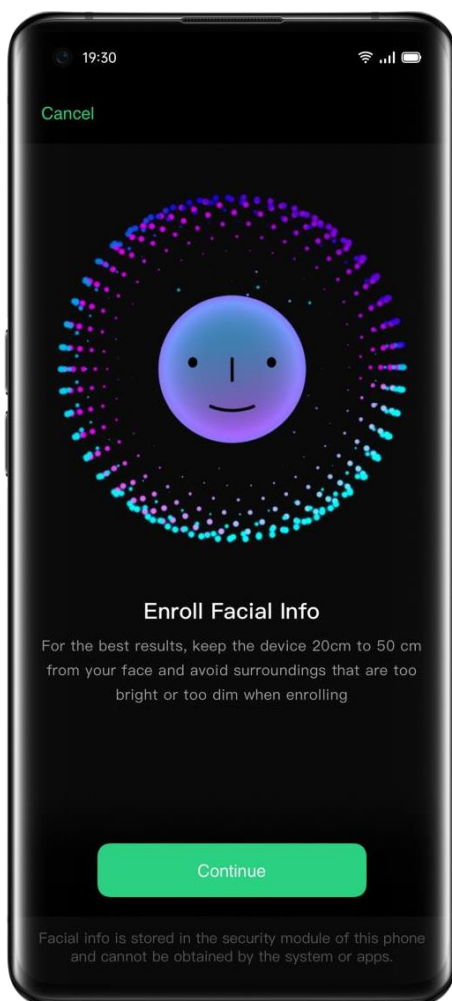 19:30
Cancel
Enroll Facial Info
For the best results, keep the device 20cm to 50 cm
from your face and avoid surroundings that are too
bright or too dim when enrolling
Continue
Facial info is stored in the security module of this phone
and cannot be obtained by the system or apps.